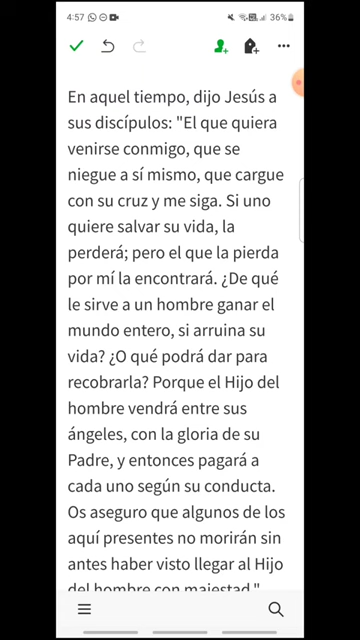 4:57
36%
En aquel tiempo, dijo Jesús a
sus discípulos: "El que quiera
venirse conmigo, que se
niegue a sí mismo, que cargue
con su cruz y me siga. Si uno
quiere salvar su vida, la
perderá; pero el que la pierda
por mí la encontrará. ¿De qué
le sirve a un hombre ganar el
mundo entero, si arruina su
vida? ¿O qué podrá dar para
recobrarla? Porque el Hijo del
hombre vendrá entre sus
ángeles, con la gloria de su
Padre, y entonces pagará a
cada uno según su conducta.
Os aseguro que algunos de los
aquí presentes no morirán sin
antes haber visto llegar al Hijo
del hombre con majestad."